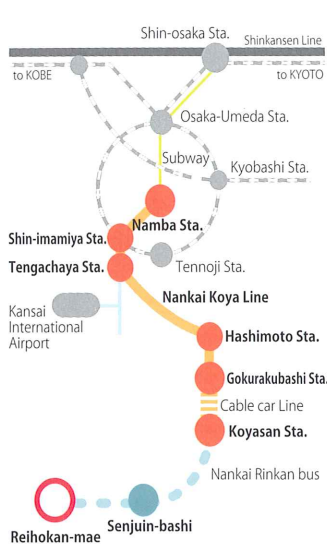 Shin-osaka Sta.
Shinkansen Line
to KOBE
to KYOTO
Osaka-Umeda Sta.
Subway
Kyobashi Sta.
Namba Sta.
Shin-imamiya Sta.
Tengachaya Sta.
Tennoji Sta.
Nankai Koya Line
Kansai
International
Airport
Hashimoto Sta.
Gokurakubashi Sta.
Cable car Line
Koyasan Sta.
Nankai Rinkan bus
Senjuin-bashi
Reihokan-mae